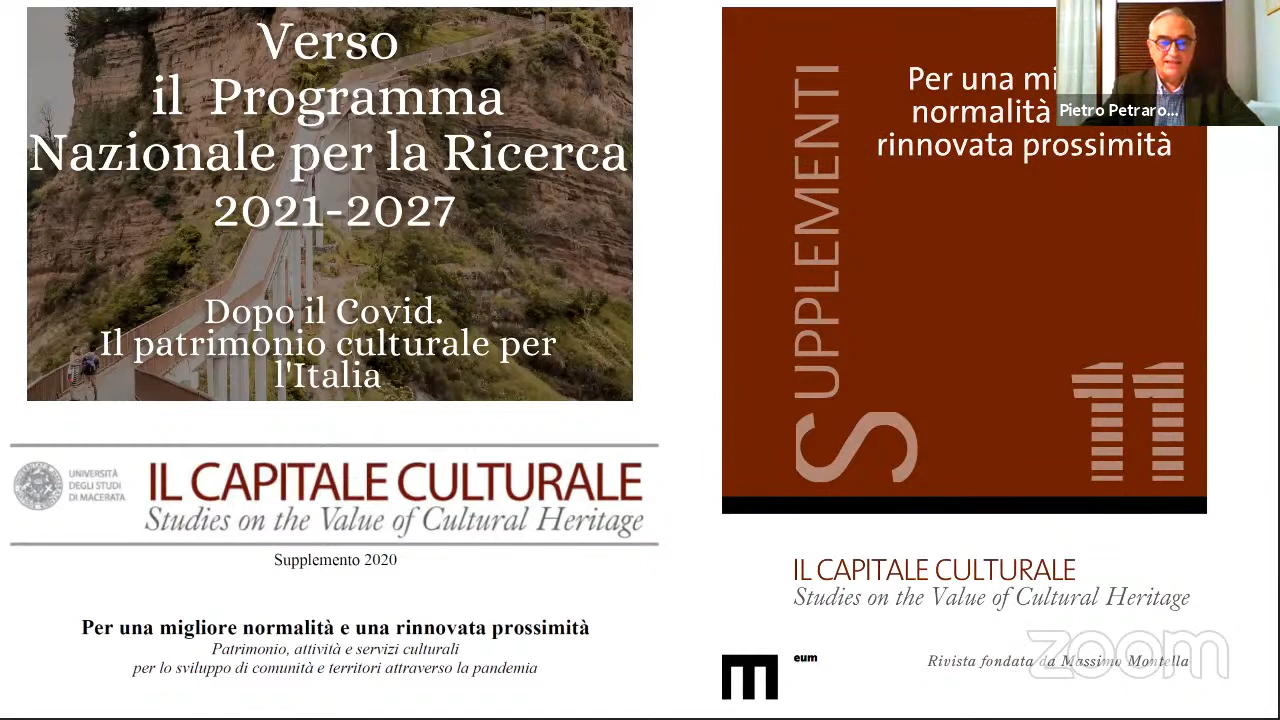 Verso
il Programma
Nazionale per la Ricerca
2021-2027
Dopo il Covid.
Il patrimonio culturale per
l'Italia
UNIVERSITÀ
DEGLI STUDI
DI MACERATA
IL CAPITALE CULTURALE
Studies on the Value of Cultural Heritage
Supplemento 2020
Per una migliore normalità e una rinnovata prossimità
Patrimonio, attività e servizi culturali
per lo sviluppo di comunità e territori attraverso la pandemia
Per una mi
normalità
rinnovata prossimità
Pietro Petraro...
SUPPLEMENTI
11
IL CAPITALE CULTURALE
Studies on the Value of Cultural Heritage
eum
Rivista fondata da Massimo Montella
zoom